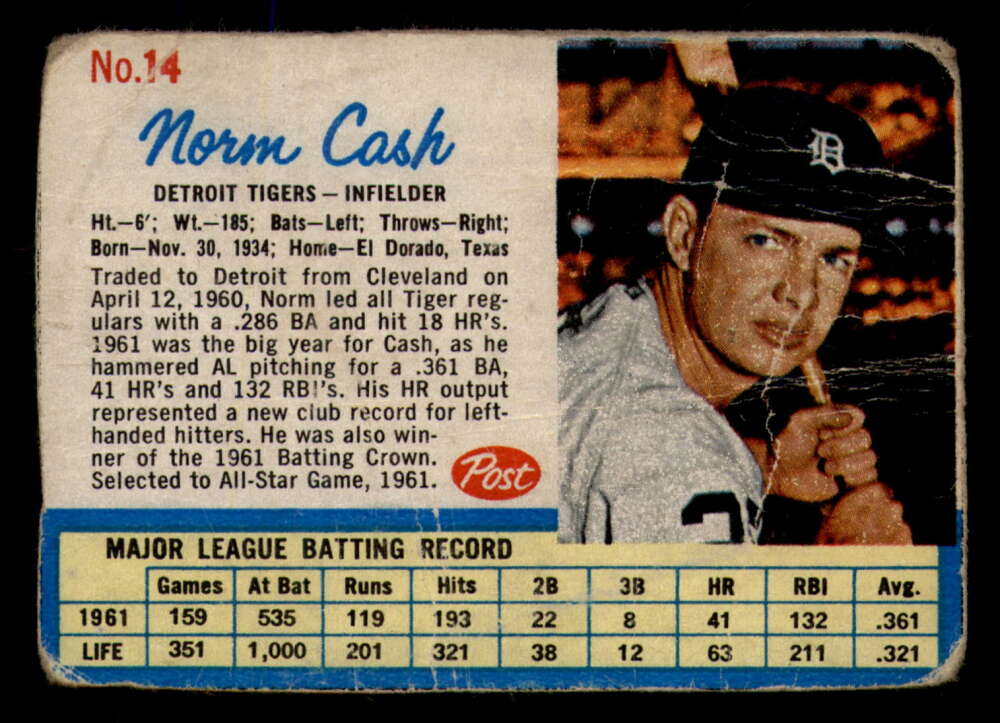 No.14
Norm Cash
DETROIT TIGERS — INFIELDER
Ht.—6'; Wt.—185; Bats—Left; Throws—Right;
Born—Nov. 30, 1934; Home—El Dorado, Texas
Traded to Detroit from Cleveland on
April 12, 1960, Norm led all Tiger reg-
ulars with a .286 BA and hit 18 HR's.
1961 was the big year for Cash, as he
hammered AL pitching for a .361 BA,
41 HR's and 132 RBI's. His HR output
represented a new club record for left-
handed hitters. He was also win-
ner of the 1961 Batting Crown.
Selected to All-Star Game, 1961.
Post
D
MAJOR LEAGUE BATTING RECORD
Games At Bat Runs Hits 2B 3B HR RBI Avg.
1961 159 535 119 193 22 8 41 132 .361
LIFE 351 1,000 201 321 38 12 63 211 .321